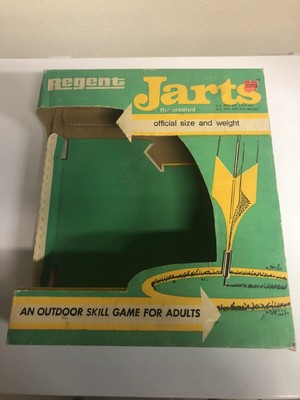 Regent
Jarts
the original
official size and weight
AN OUTDOOR SKILL GAME FOR ADULTS